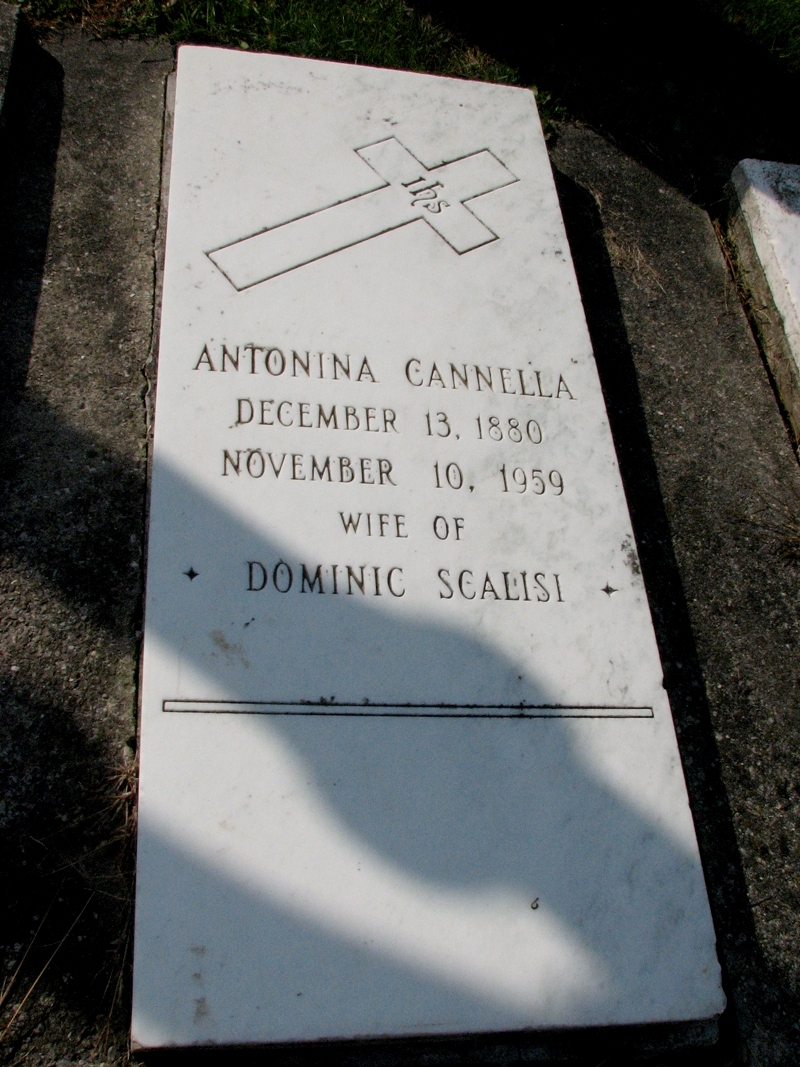 IHS
ANTONINA CANNELLA
DECEMBER 13, 1880
NOVEMBER 10, 1959
WIFE OF
DOMINIC SCALISI